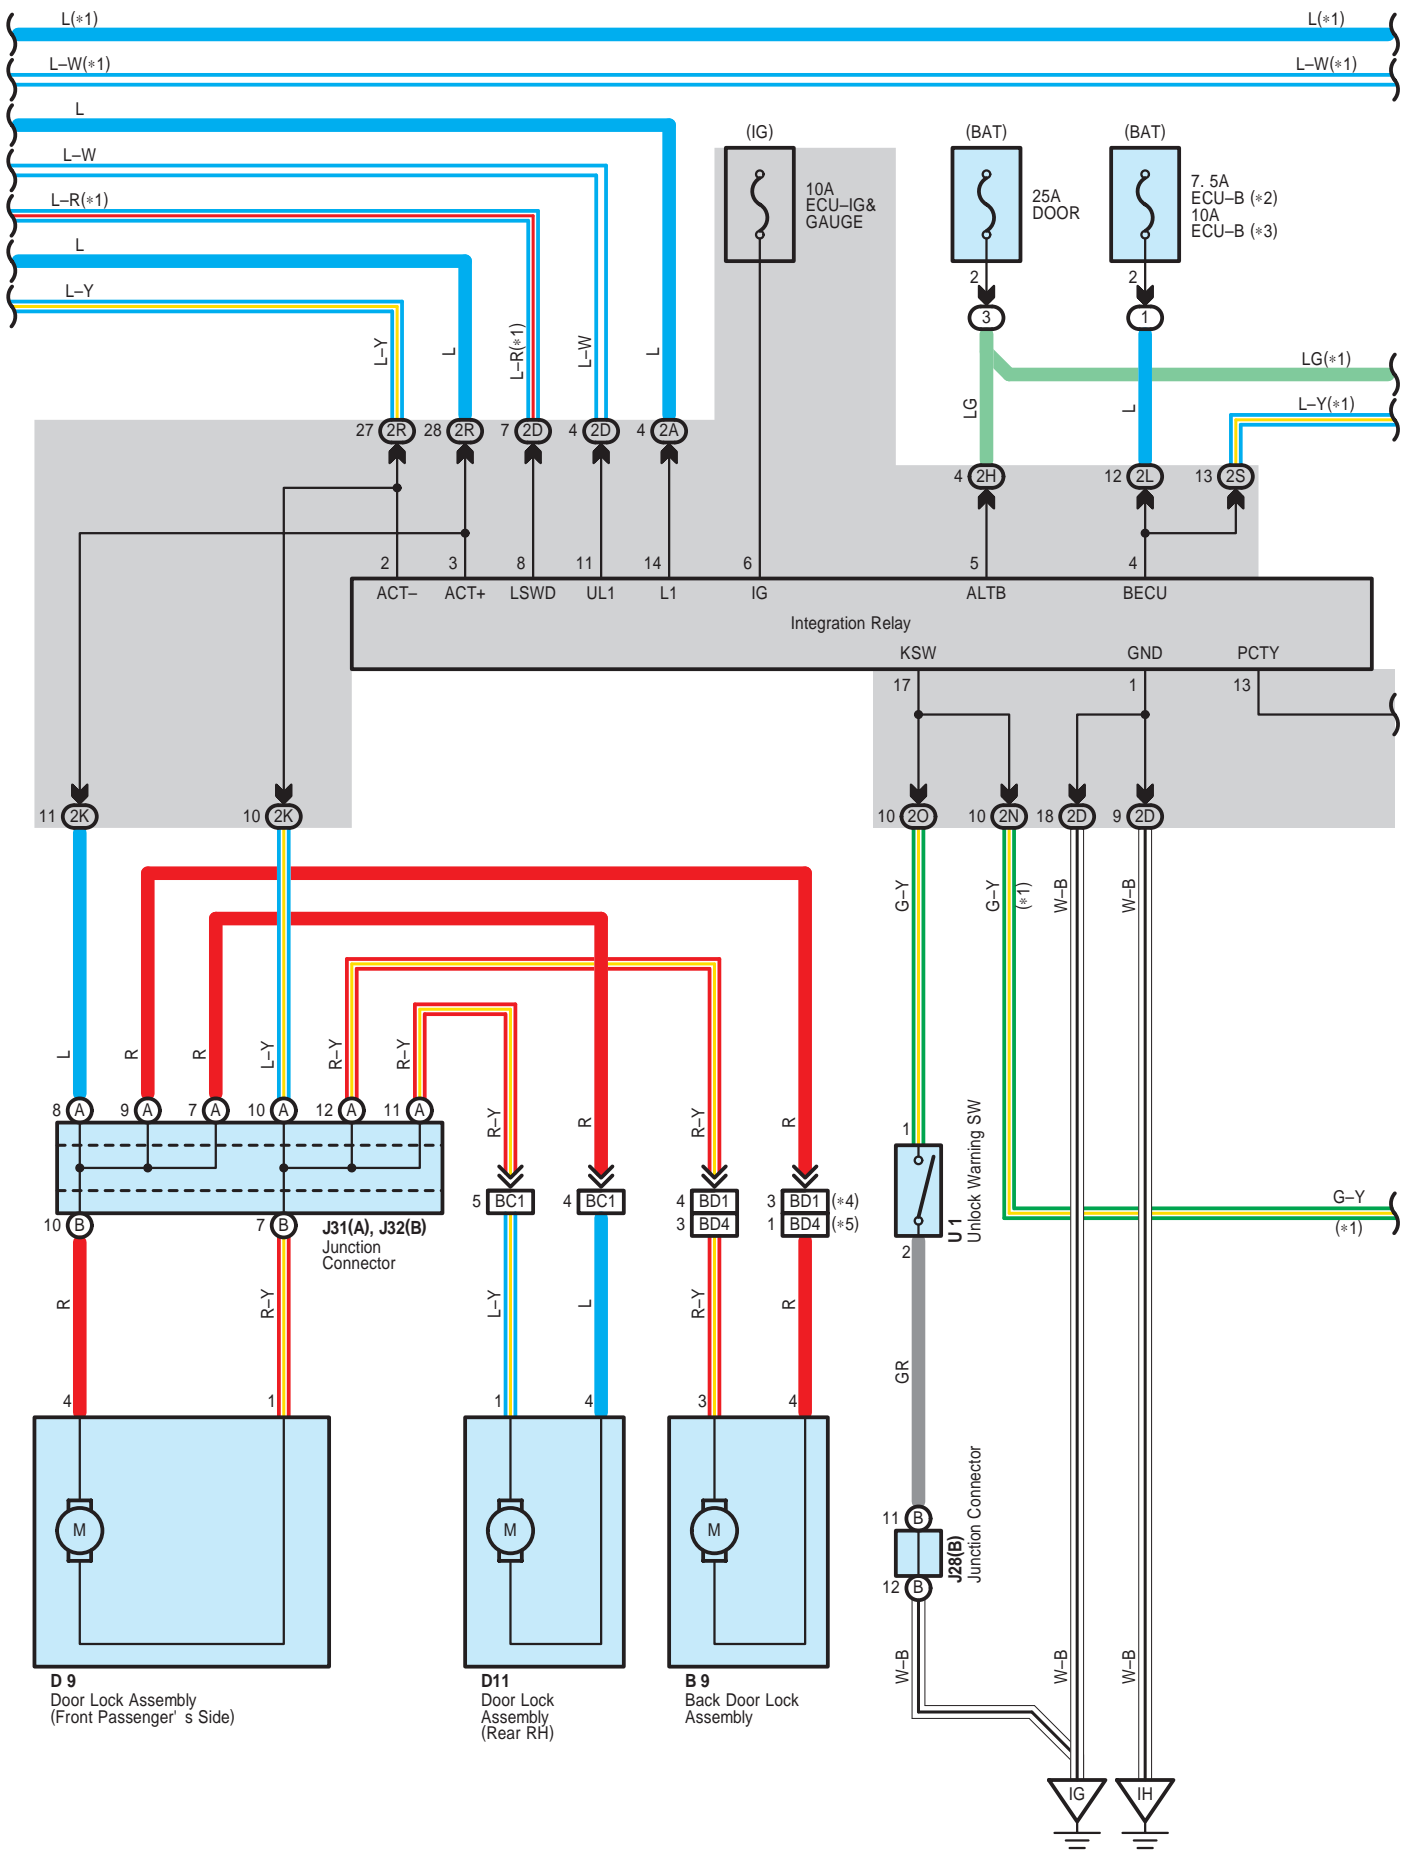 L(∗1) L(∗1)
L–W(∗1) L–W(∗1)
L
(IG) (BAT) (BAT)
L–W
10A
ECU–IG&
GAUGE
25A
DOOR
7. 5A
ECU–B (∗2)
10A
ECU–B (∗3)
L–R(∗1)
L
L–Y
2 2
3 1
L–Y L L–R(∗1) L–W L
LG(∗1)
LG L
L–Y(∗1)
27 2R 28 2R 7 2D 4 2D 4 2A
4 2H 12 2L 13 2S
2 3 8 11 14 6 5 4
ACT– ACT+ LSWD UL1 L1 IG ALTB BECU
Integration Relay
KSW GND PCTY
17 1 13
11 2K 10 2K 10 2O 10 2N 18 2D 9 2D
G–Y G–Y (∗1) W–B W–B
L R R L–Y R–Y R–Y
8 A 9 A 7 A 10 A 12 A 11 A
R–Y R R–Y R
1
Unlock Warning SW
U 1
5 BC1 4 BC1 4 BD1 3 BD1 (∗4)
3 BD4 1 BD4 (∗5)
G–Y
(∗1)
10 B 7 B
J31(A), J32(B)
Junction
Connector
2
R R–Y L–Y L R–Y R
GR
4 1 1 4 3 4
M M M
11 B
J28(B)
Junction Connector
12 B
W–B W–B W–B
D 9
Door Lock Assembly
(Front Passenger' s Side)
D11
Door Lock
Assembly
(Rear RH)
B 9
Back Door Lock
Assembly
IG IH